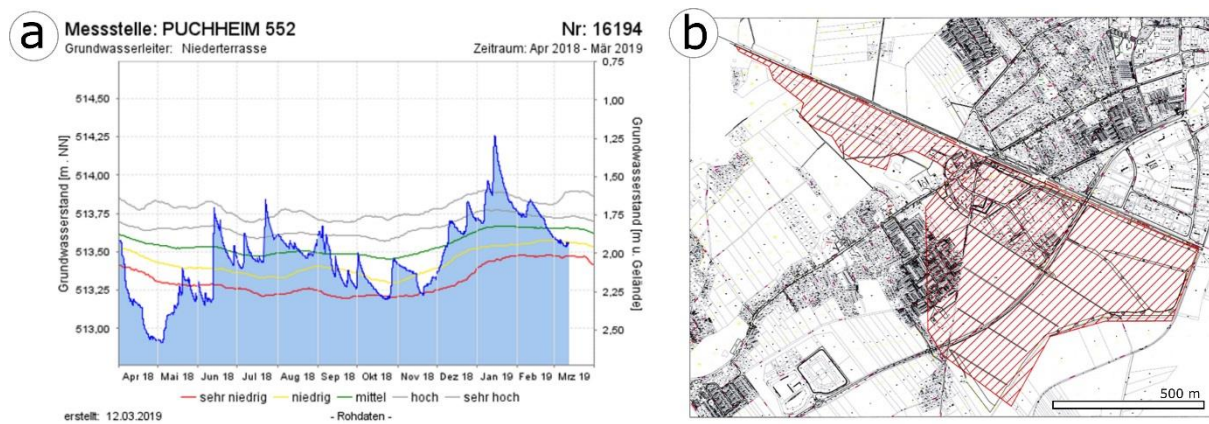 a
Messstelle: PUCHHEIM 552
Nr: 16194
Grundwasserleiter: Niederterrasse
Zeitraum: Apr 2018 - Mär 2019
Grundwasserstand [m . NN]
514,50
514,25
514,00
513,75
513,50
513,25
513,00
0,75
1,00
1,25
1,50
1,75
2,00
2,25
2,50
Grundwasserstand [m u. Gelände]
Apr 18 Mai 18 Jun 18 Jul 18 Aug 18 Sep 18 Okt 18 Nov 18 Dez 18 Jan 19 Feb 19 Mrz 19
sehr niedrig niedrig mittel hoch sehr hoch
erstellt: 12.03.2019
- Rohdaten -
b
500 m